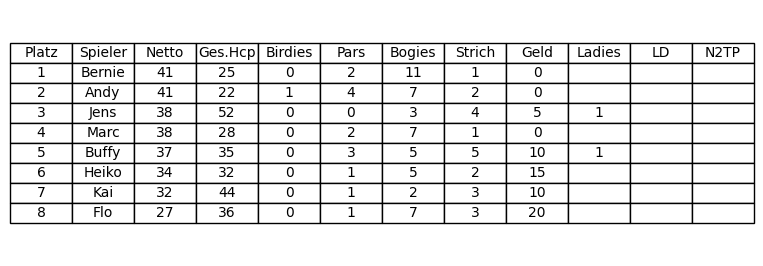 Platz Spieler Netto Ges.Hcp Birdies Pars Bogies Strich Geld Ladies LD N2TP
1 Bernie 41 25 0 2 11 1 0
2 Andy 41 22 1 4 7 2 0
3 Jens 38 52 0 0 3 4 5 1
4 Marc 38 28 0 2 7 1 0
5 Buffy 37 35 0 3 5 5 10 1
6 Heiko 34 32 0 1 5 2 15
7 Kai 32 44 0 1 2 3 10
8 Flo 27 36 0 1 7 3 20